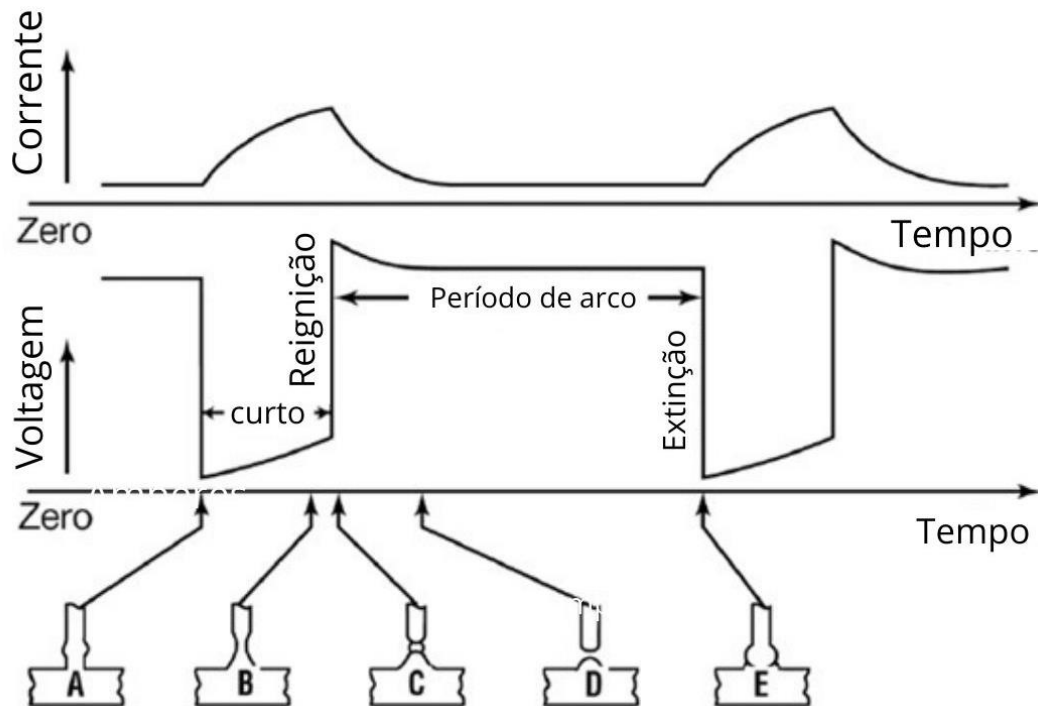 Corrente
Zero
Tempo
Voltagem
Reignição
Período de arco
curto
Extinção
Zero
Tempo
A
B
C
D
E